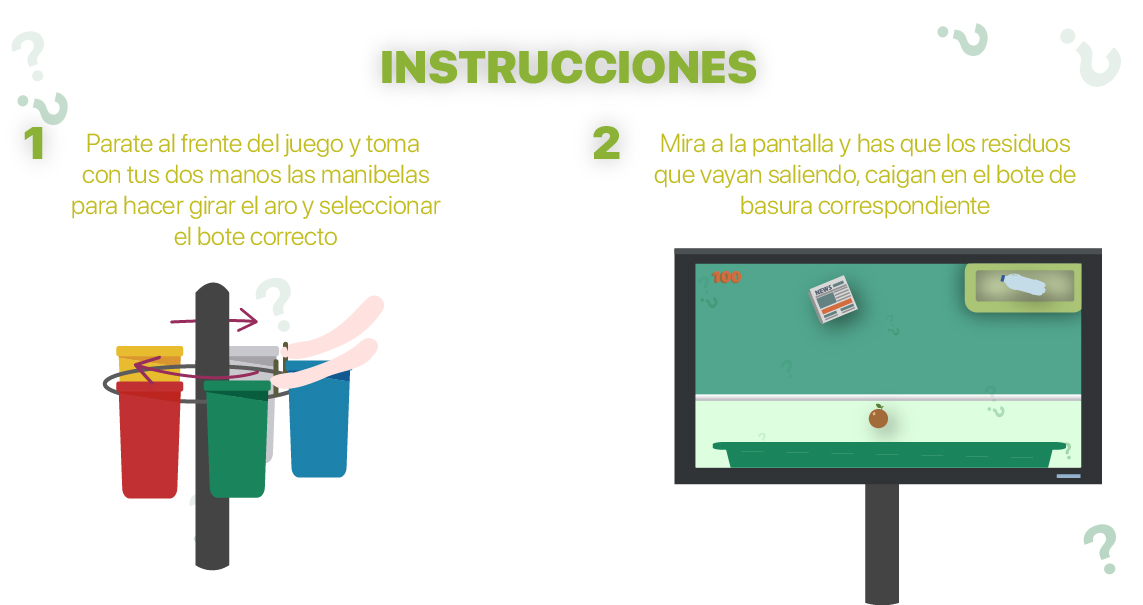 INSTRUCCIONES
1
Parate al frente del juego y toma
con tus dos manos las manibelas
para hacer girar el aro y seleccionar
el bote correcto
2
Mira a la pantalla y has que los residuos
que vayan saliendo, caigan en el bote de
basura correspondiente
100
NEWS